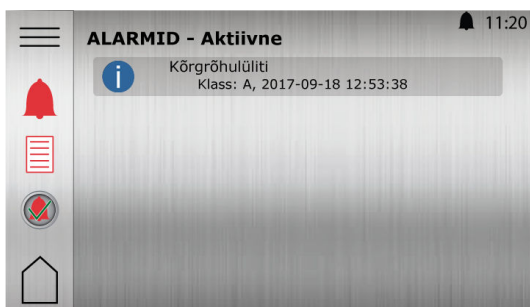 11:20
ALARMID - Aktiivne
Kõrgrõhulüliti
Klass: A, 2017-09-18 12:53:38